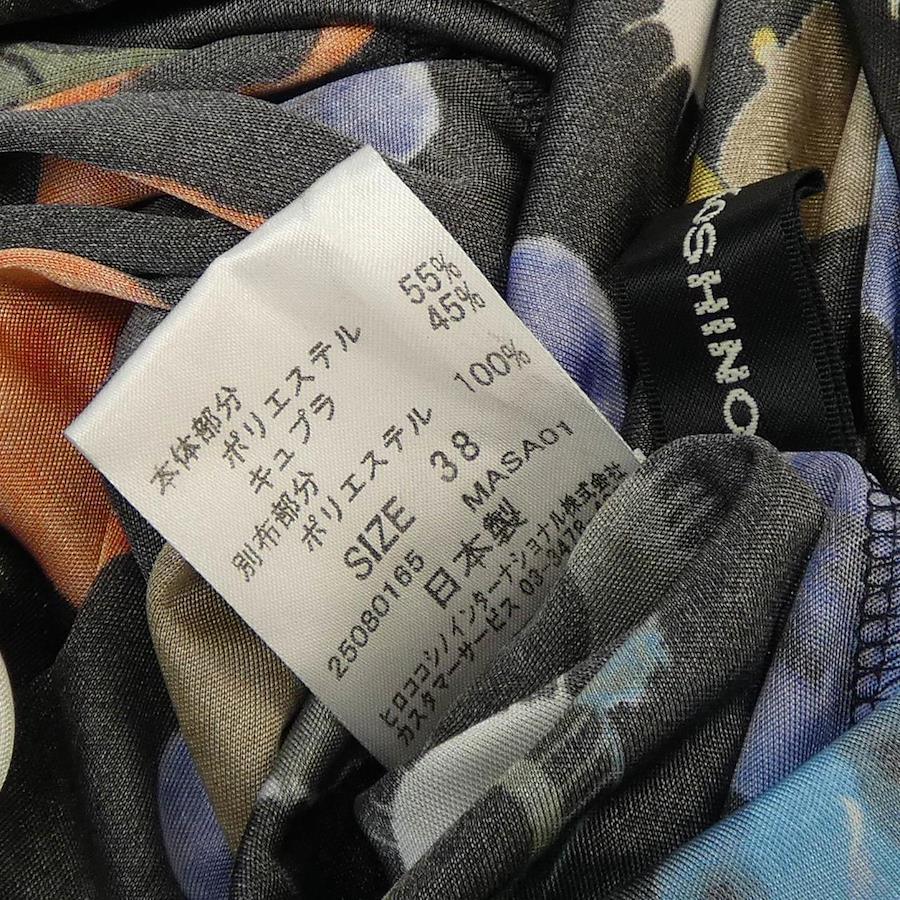 本体部分
ポリエステル 55%
キュプラ 45%
別布部分
ポリエステル 100%
SIZE 38
25080165 MASA01
日本製
ヒロココシノインターナショナル株式会社
カスタマーサービス 03-3478
OSHINO